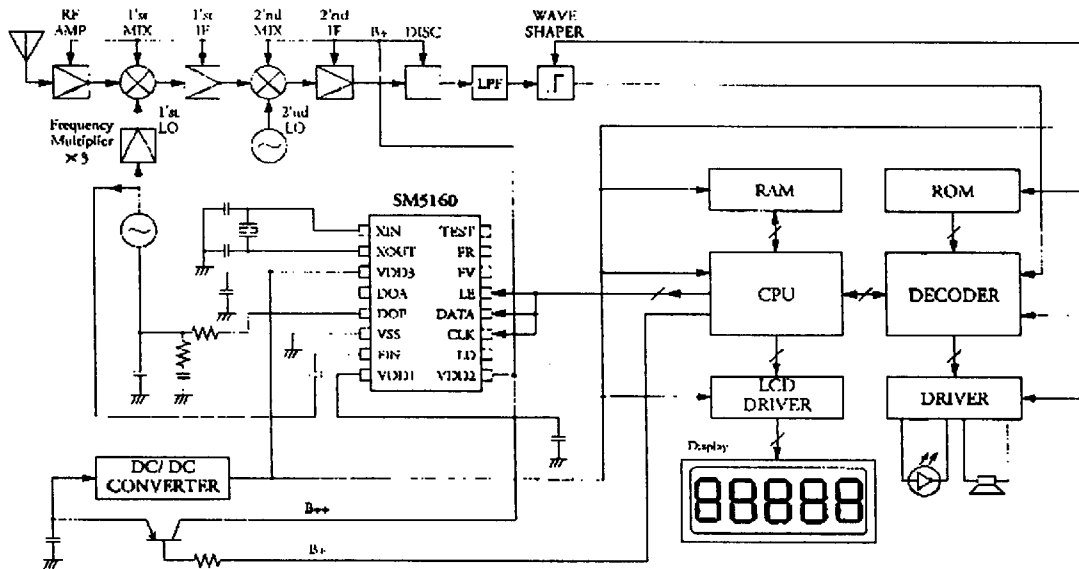 RF AMP
1'st MIX
1'st IF
2'nd MIX
2'nd IF
B+
DISC
WAVE SHAPER
LPF
1'st LO
2'nd LO
Frequency Multiplier
×3
SM5160
XIN
XOUT
VDD3
DOA
DOP
VSS
FIN
VDD1
TEST
FR
FV
LE
DATA
CLK
LD
VDD2
RAM
ROM
CPU
DECODER
LCD DRIVER
DRIVER
Display
88888
DC/DC CONVERTER
B++
B+